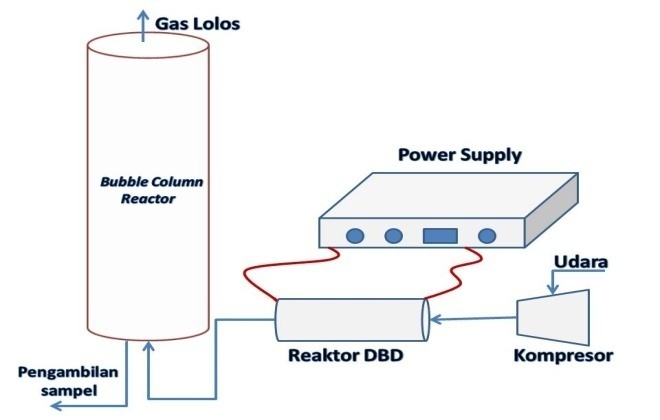 Gas Lolos
Bubble Column
Reactor
Power Supply
Udara
Reaktor DBD
Kompresor
Pengambilan
sampel